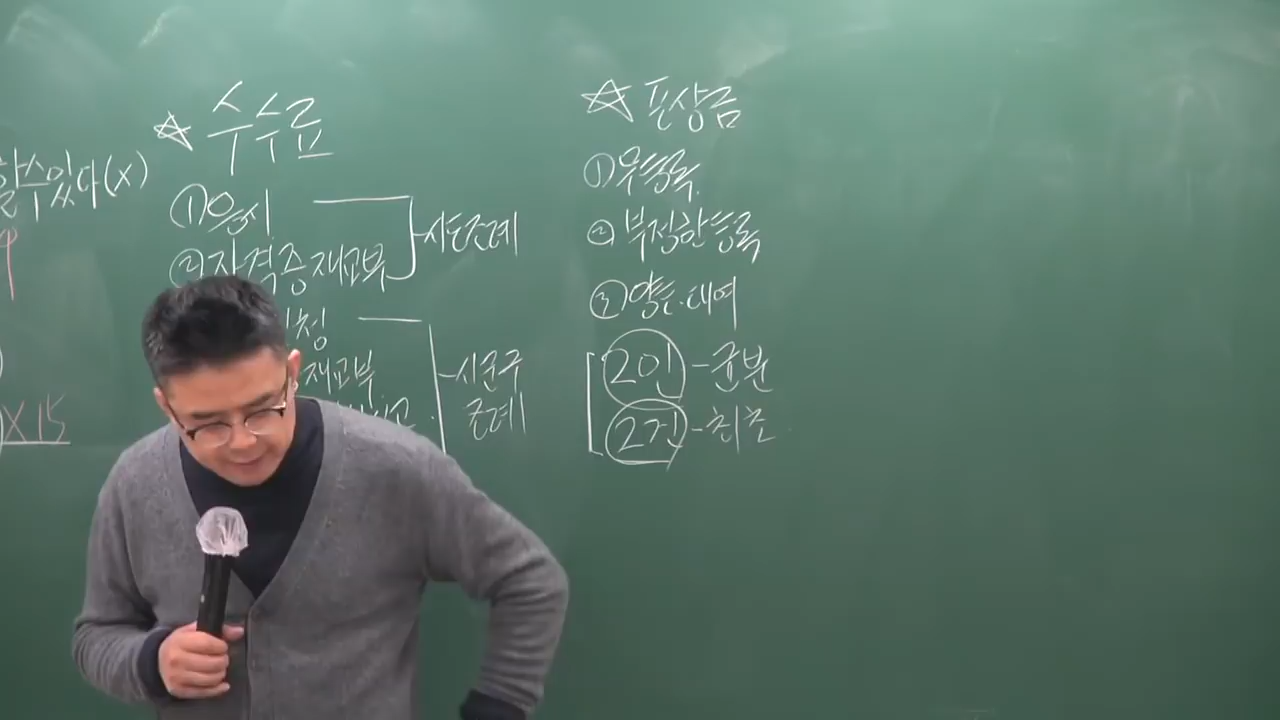 할수있다(X)
X15
☆ 수수료
① 응시
② 자격증 재교부
시·도 조례
청
재교부
시군구
조례
☆ 포상금
① 무등록
② 부정한 등록
③ 양도·대여
2인 - 균분
2건 - 최초